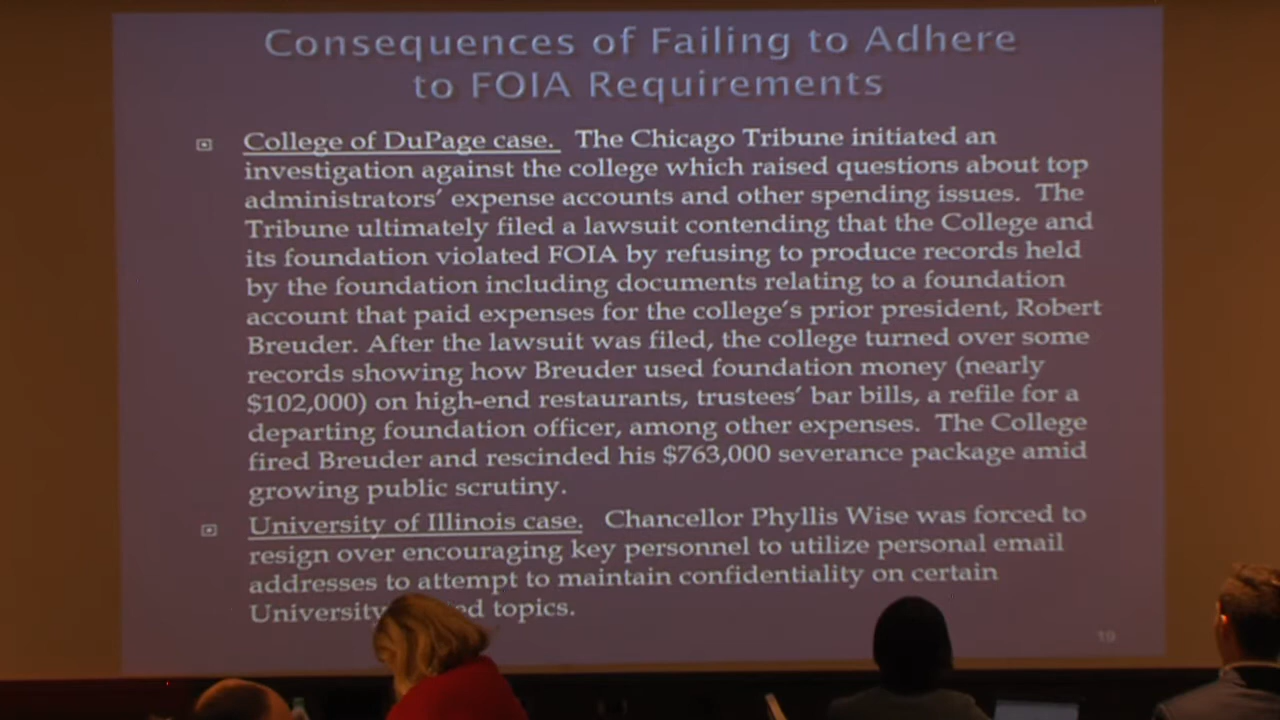 Consequences of Failing to Adhere
to FOIA Requirements
College of DuPage case. The Chicago Tribune initiated an
investigation against the college which raised questions about top
administrators' expense accounts and other spending issues. The
Tribune ultimately filed a lawsuit contending that the College and
its foundation violated FOIA by refusing to produce records held
by the foundation including documents relating to a foundation
account that paid expenses for the college's prior president, Robert
Breuder. After the lawsuit was filed, the college turned over some
records showing how Breuder used foundation money (nearly
$102,000) on high-end restaurants, trustees' bar bills, a refile for a
departing foundation officer, among other expenses. The College
fired Breuder and rescinded his $763,000 severance package amid
growing public scrutiny.
University of Illinois case. Chancellor Phyllis Wise was forced to
resign over encouraging key personnel to utilize personal email
addresses to attempt to maintain confidentiality on certain
University topics.
19